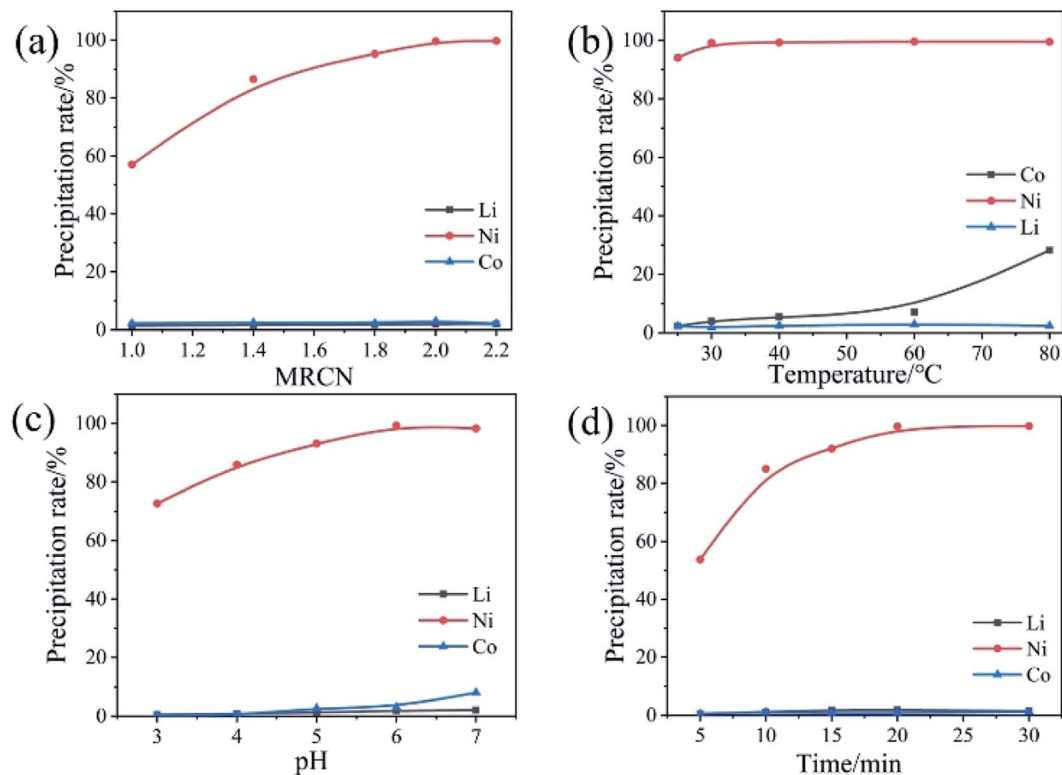 (a)
Precipitation rate/%
100
80
60
40
20
0
Li
Ni
Co
1.0 1.2 1.4 1.6 1.8 2.0 2.2
MRCN
(b)
Precipitation rate/%
100
80
60
40
20
0
Co
Ni
Li
30 40 50 60 70 80
Temperature/°C
(c)
Precipitation rate/%
100
80
60
40
20
0
Li
Ni
Co
3 4 5 6 7
pH
(d)
Precipitation rate/%
100
80
60
40
20
0
Li
Ni
Co
5 10 15 20 25 30
Time/min